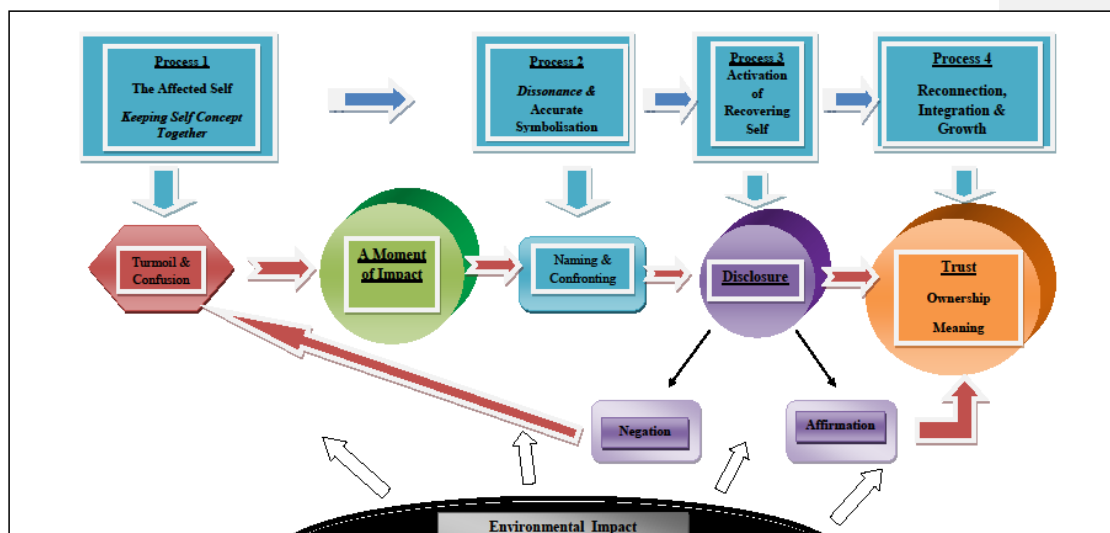 Process 1
The Affected Self
Keeping Self Concept
Together
Process 2
Dissonance &
Accurate
Symbolisation
Process 3
Activation
of
Recovering
Self
Process 4
Reconnection,
Integration &
Growth
Turmoil &
Confusion
A Moment
of Impact
Naming &
Confronting
Disclosure
Trust
Ownership
Meaning
Negation
Affirmation
Environmental Impact